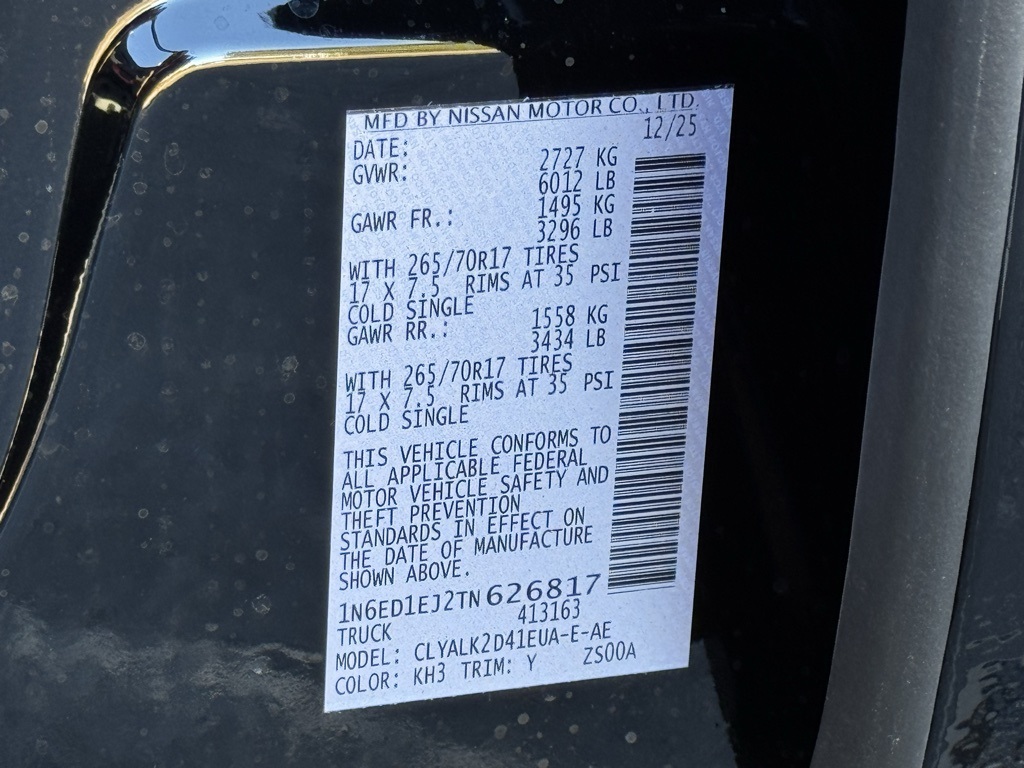 MFD BY NISSAN MOTOR CO., LTD.
DATE: 12/25
GVWR: 2727 KG
6012 LB
GAWR FR.: 1495 KG
3296 LB
WITH 265/70R17 TIRES
17 X 7.5 RIMS AT 35 PSI
COLD SINGLE
GAWR RR.: 1558 KG
3434 LB
WITH 265/70R17 TIRES
17 X 7.5 RIMS AT 35 PSI
COLD SINGLE
THIS VEHICLE CONFORMS TO
ALL APPLICABLE FEDERAL
MOTOR VEHICLE SAFETY AND
THEFT PREVENTION
STANDARDS IN EFFECT ON
THE DATE OF MANUFACTURE
SHOWN ABOVE.
1N6ED1EJ2TN626817
TRUCK 413163
MODEL: CLYALK2D41EUA-E-AE
COLOR: KH3 TRIM: Y ZS00A